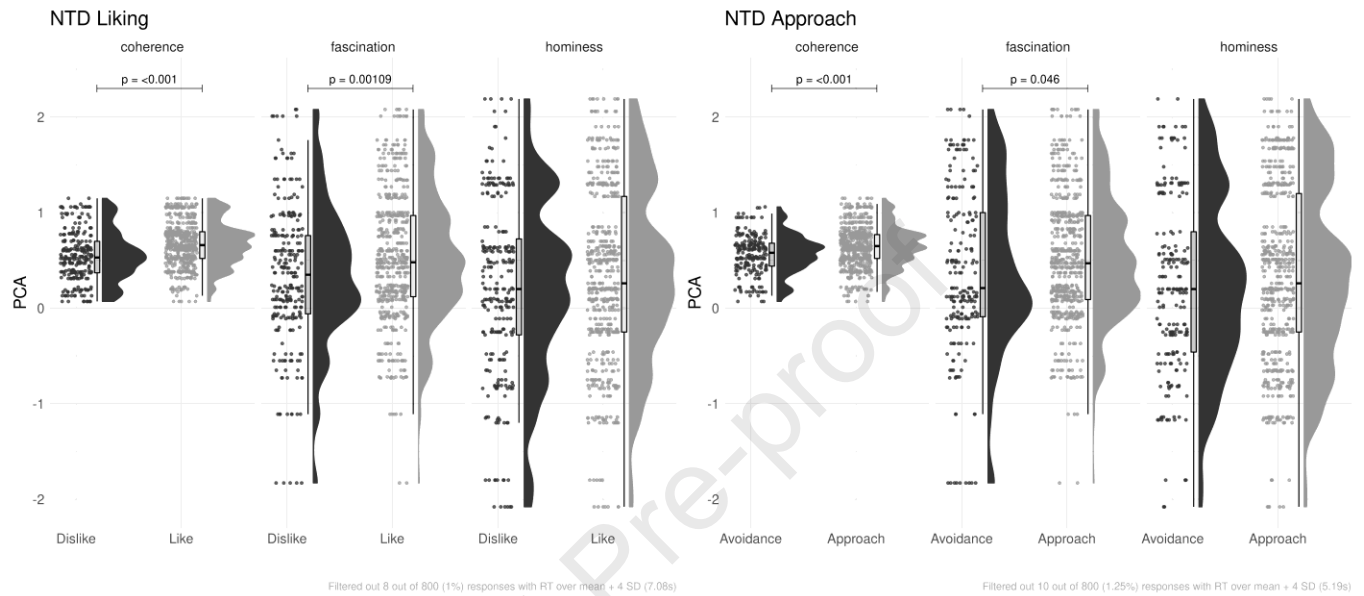 NTD Liking
NTD Approach
coherence
fascination
hominess
coherence
fascination
hominess
p = <0.001
p = 0.00109
p = <0.001
p = 0.046
PCA
2
1
0
-1
-2
PCA
2
1
0
-1
-2
Dislike
Like
Dislike
Like
Dislike
Like
Avoidance
Approach
Avoidance
Approach
Avoidance
Approach
Filtered out 8 out of 800 (1%) responses with RT over mean + 4 SD (7.08s)
Filtered out 10 out of 800 (1.25%) responses with RT over mean + 4 SD (5.19s)
Pre-proof